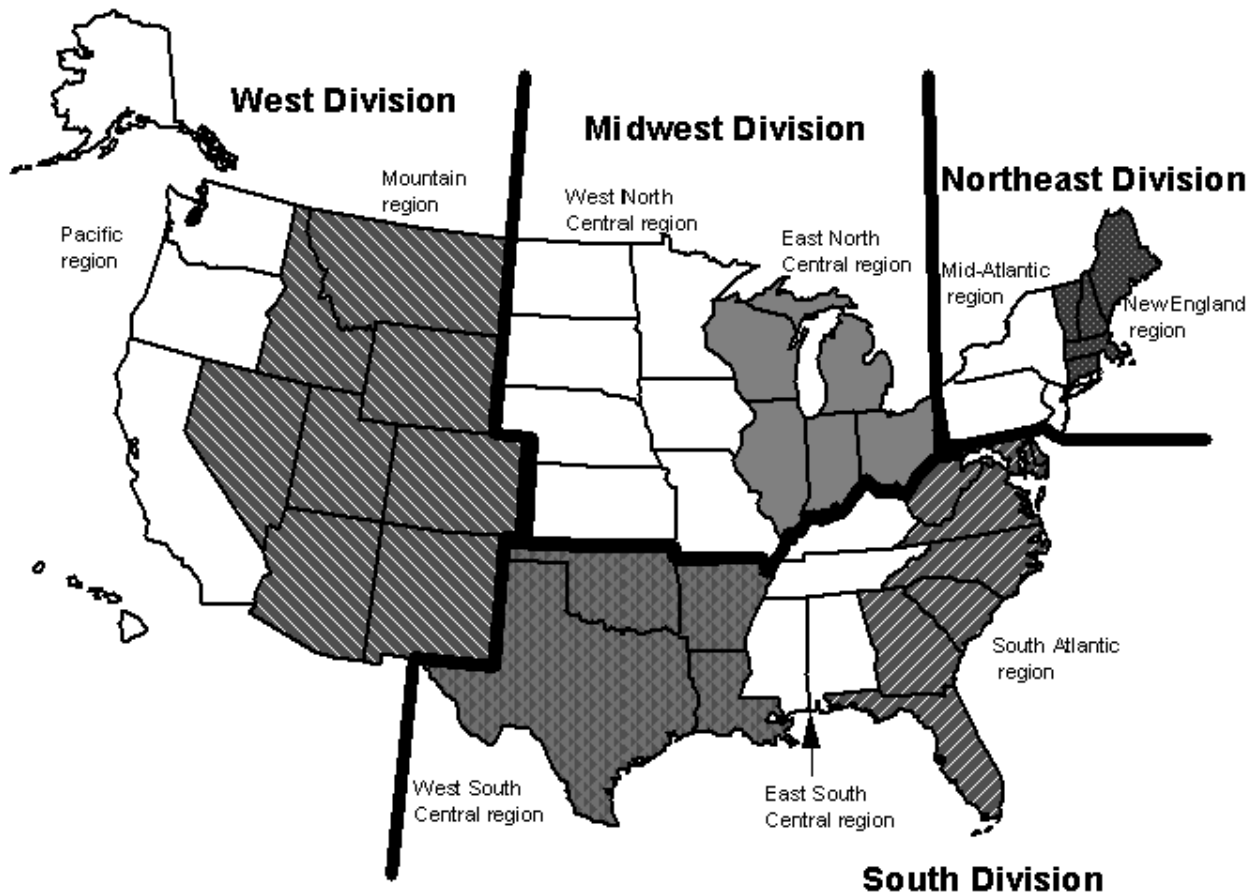 West Division
Midwest Division
Northeast Division
Mountain
region
West North
Central region
Pacific
region
East North
Central region
Mid-Atlantic
region
New England
region
South Atlantic
region
West South
Central region
East South
Central region
South Division